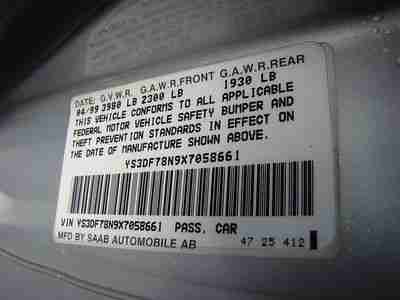 DATE: G.V.W.R. G.A.W.R.FRONT G.A.W.R.REAR
04/99 3980 LB 2300 LB 1930 LB
THIS VEHICLE CONFORMS TO ALL APPLICABLE
FEDERAL MOTOR VEHICLE SAFETY BUMPER AND
THEFT PREVENTION STANDARDS IN EFFECT ON
THE DATE OF MANUFACTURE SHOWN ABOVE.
YS3DF78N9X7058661
VIN YS3DF78N9X7058661 PASS. CAR
MFD BY SAAB AUTOMOBILE AB 47 25 412